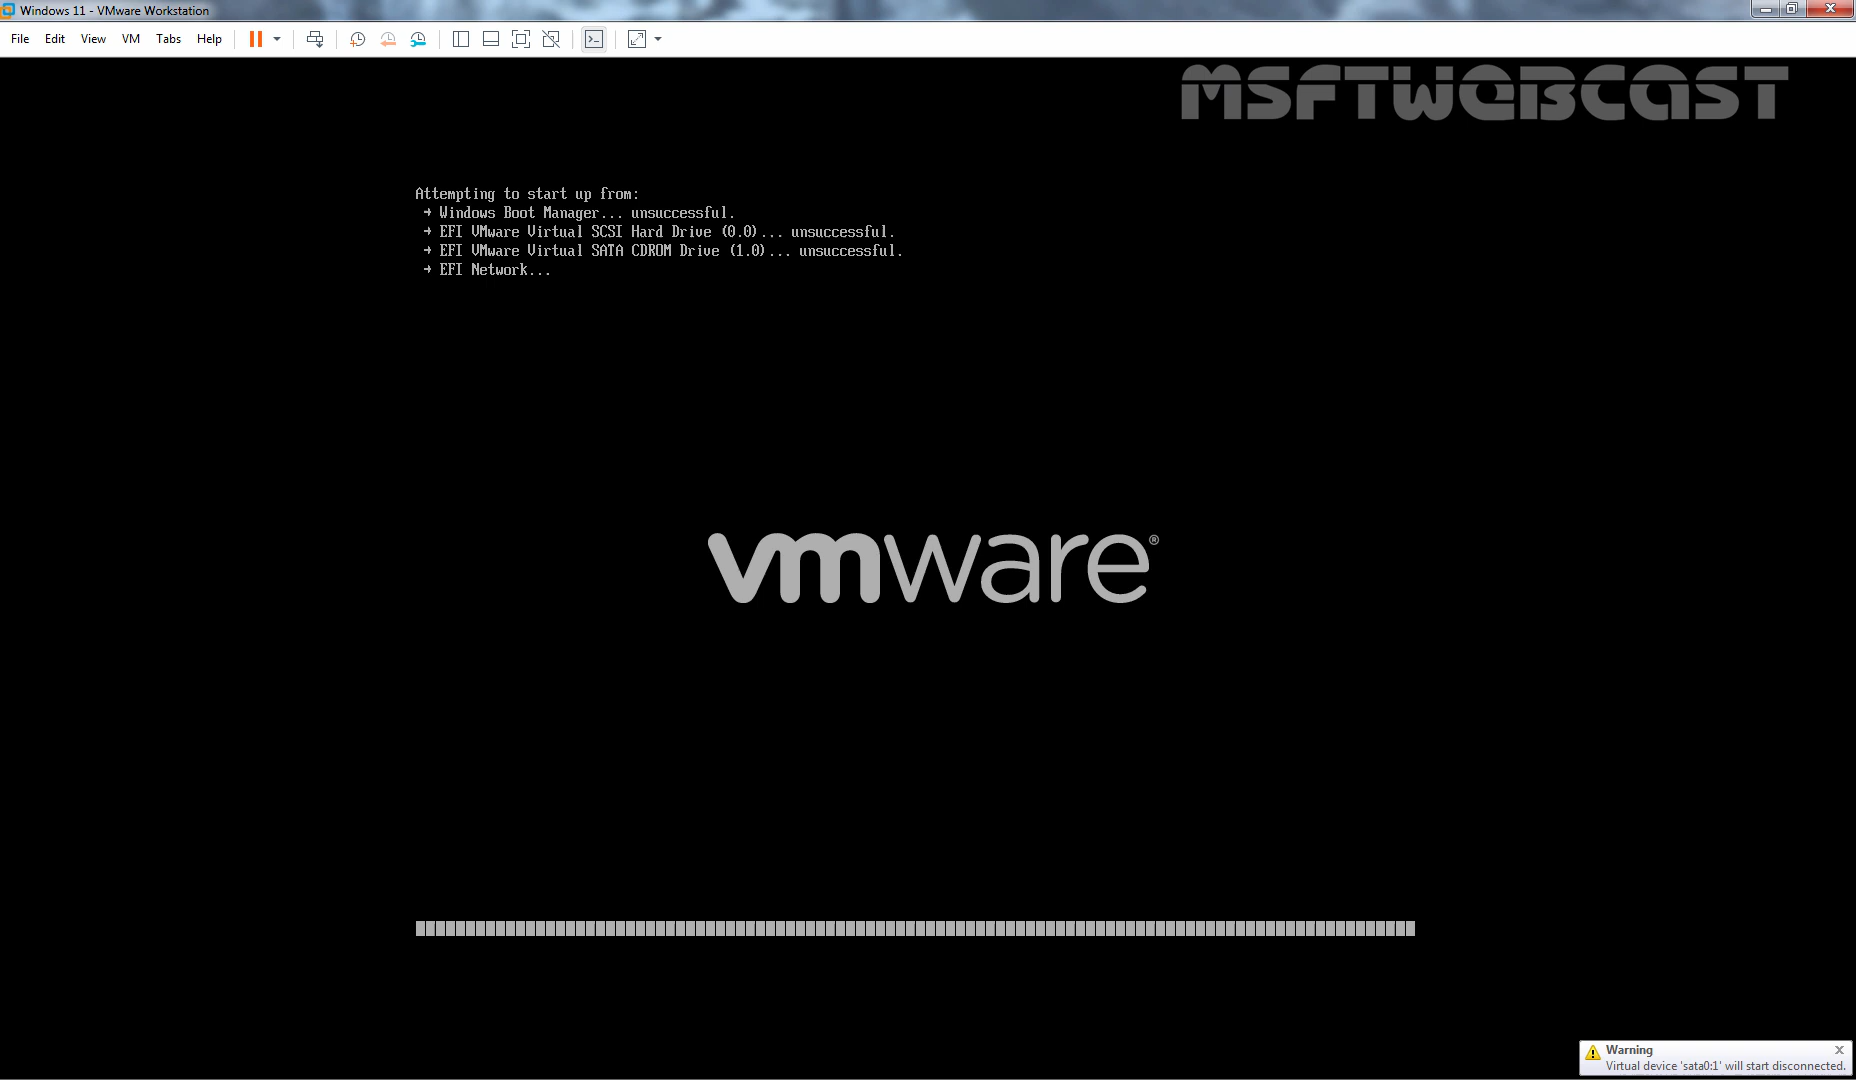 Windows 11 - VMware Workstation
File Edit View VM Tabs Help
MSFTWEBCAST
Attempting to start up from:
→ Windows Boot Manager... unsuccessful.
→ EFI VMware Virtual SCSI Hard Drive (0.0)... unsuccessful.
→ EFI VMware Virtual SATA CDROM Drive (1.0)... unsuccessful.
→ EFI Network...
vmware®
Warning
Virtual device 'sata0:1' will start disconnected.